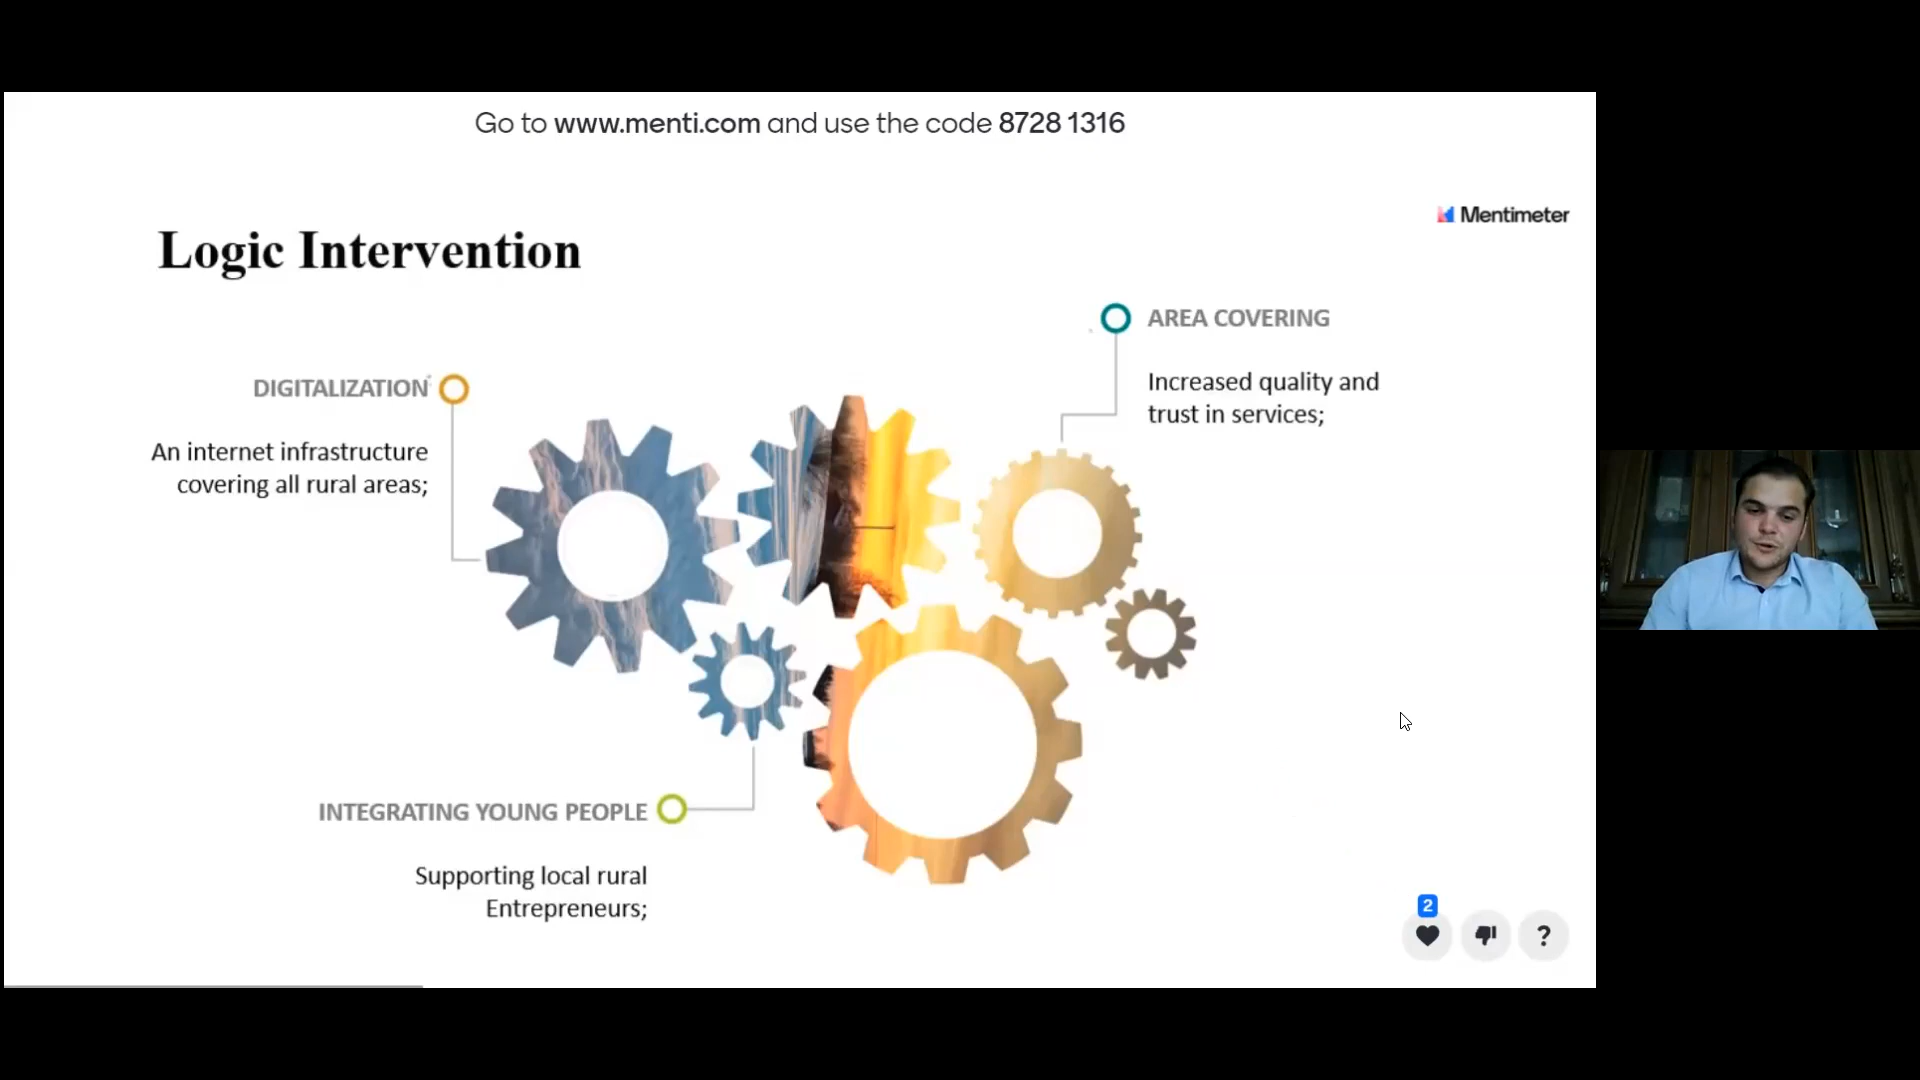 Go to www.menti.com and use the code 8728 1316
Mentimeter
Logic Intervention
AREA COVERING
Increased quality and
trust in services;
DIGITALIZATION
An internet infrastructure
covering all rural areas;
INTEGRATING YOUNG PEOPLE
Supporting local rural
Entrepreneurs;
2
?